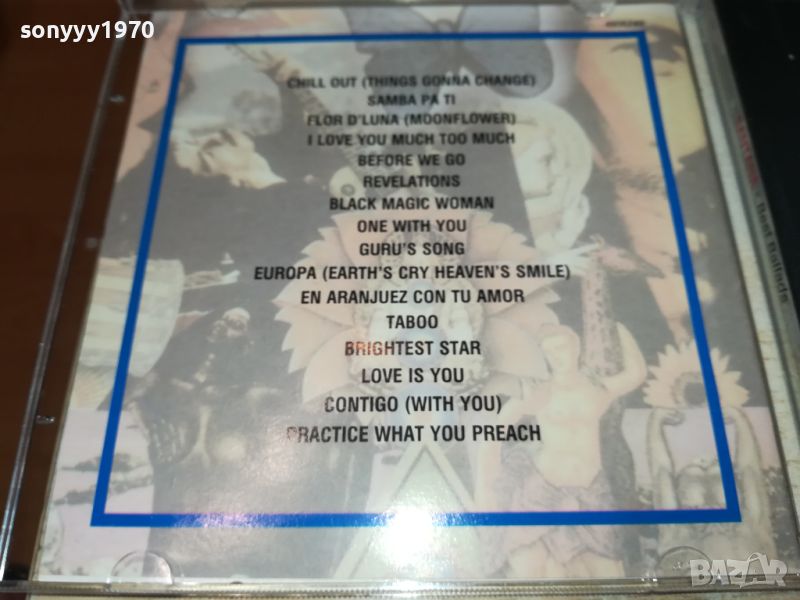 sonyyy1970
CHILL OUT (THINGS GONNA CHANGE)
SAMBA PA TI
FLOR D'LUNA (MOONFLOWER)
I LOVE YOU MUCH TOO MUCH
BEFORE WE GO
REVELATIONS
BLACK MAGIC WOMAN
ONE WITH YOU
GURU'S SONG
EUROPA (EARTH'S CRY HEAVEN'S SMILE)
EN ARANJUEZ CON TU AMOR
TABOO
BRIGHTEST STAR
LOVE IS YOU
CONTIGO (WITH YOU)
PRACTICE WHAT YOU PREACH
Best Ballads
BAZAR